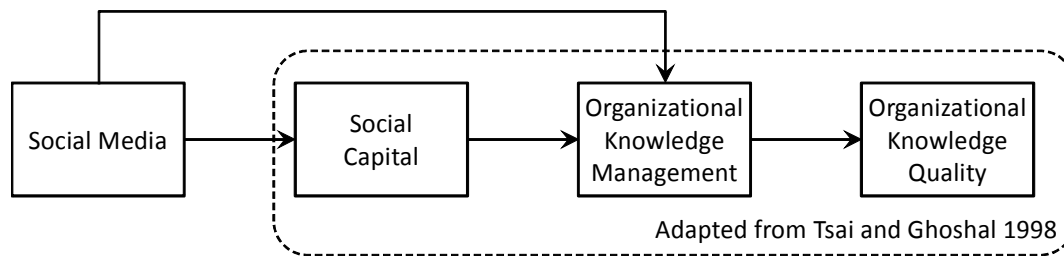 Social Media
Social
Capital
Organizational
Knowledge
Management
Organizational
Knowledge
Quality
Adapted from Tsai and Ghoshal 1998